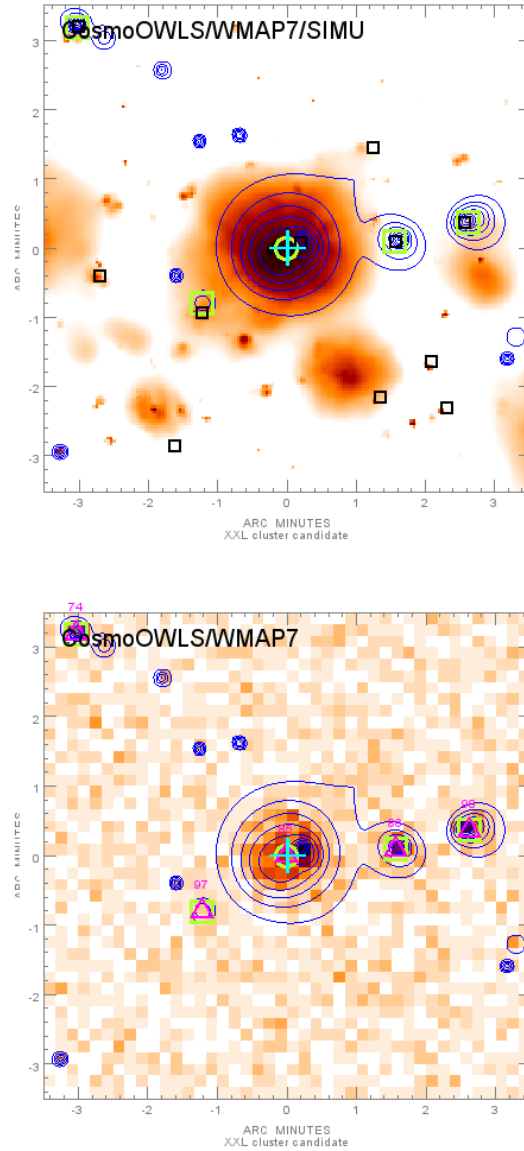 CosmoOWLS/WMAP7/SIMU
3
2
1
0
-1
-2
-3
ARC MINUTES
-3 -2 -1 0 1 2 3
ARC MINUTES
XXL cluster candidate
74
CosmoOWLS/WMAP7
3
2
1
0
-1
-2
-3
ARC MINUTES
97
-3 -2 -1 0 1 2 3
ARC MINUTES
XXL cluster candidate